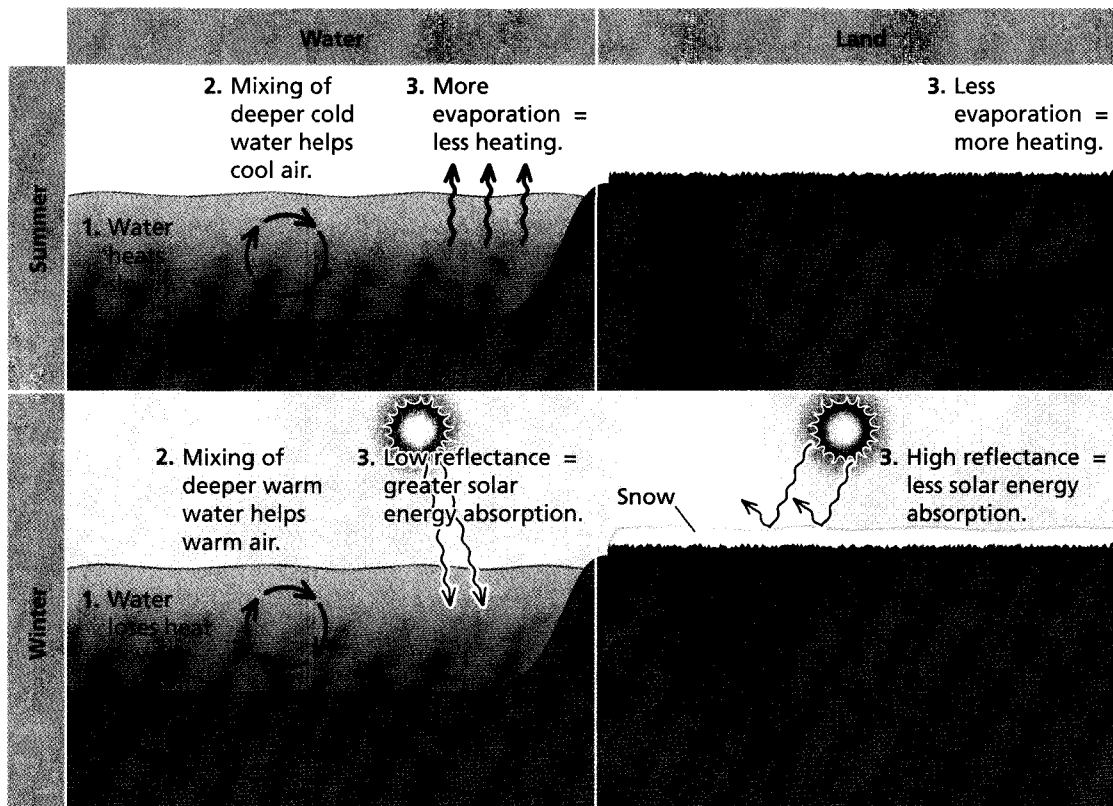 Water
Land
Summer
2. Mixing of
deeper cold
water helps
cool air.
3. More
evaporation =
less heating.
1. Water
heats
3. Less
evaporation =
more heating.
Winter
2. Mixing of
deeper warm
water helps
warm air.
3. Low reflectance =
greater solar
energy absorption.
1. Water
loses heat
Snow
3. High reflectance =
less solar energy
absorption.